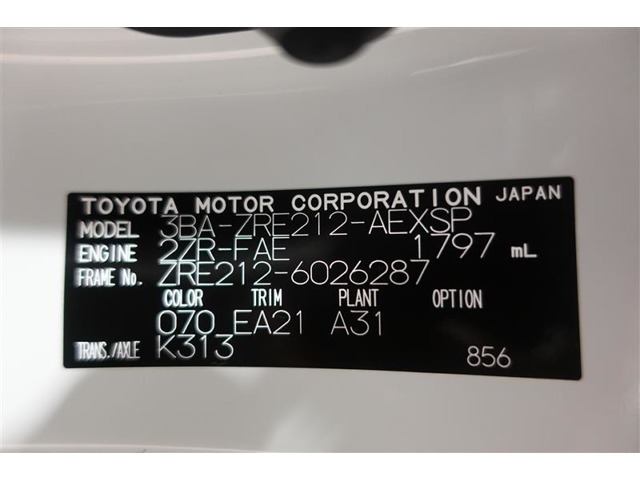 TOYOTA MOTOR CORPORATION JAPAN
MODEL 3BA-ZRE212-AEXSP
ENGINE 2ZR-FAE 1797 mL
FRAME No. ZRE212-6026287
COLOR TRIM PLANT OPTION
070 EA21 A31
TRANS./AXLE K313
856